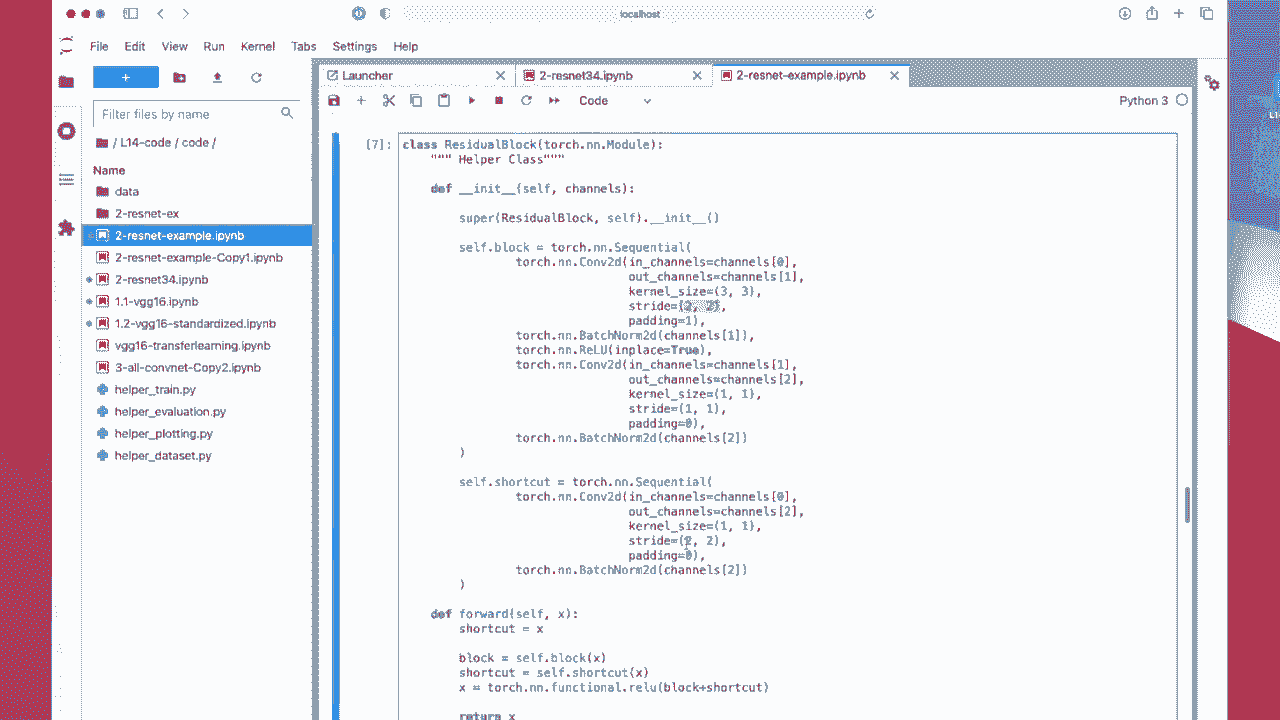 localhost
File Edit View Run Kernel Tabs Settings Help
Launcher 2-resnet34.ipynb 2-resnet-example.ipynb
Code
Python 3
Filter files by name
/ L14-code / code /
Name
data
2-resnet-ex
2-resnet-example.ipynb
2-resnet-example-Copy1.ipynb
2-resnet34.ipynb
1.1-vgg16.ipynb
1.2-vgg16-standardized.ipynb
vgg16-transferlearning.ipynb
3-all-convnet-Copy2.ipynb
helper_train.py
helper_evaluation.py
helper_plotting.py
helper_dataset.py
[7]:
class ResidualBlock(torch.nn.Module):
""" Helper Class"""
def __init__(self, channels):
super(ResidualBlock, self).__init__()
self.block = torch.nn.Sequential(
torch.nn.Conv2d(in_channels=channels[0],
out_channels=channels[1],
kernel_size=(3, 3),
stride=(2, 2),
padding=1),
torch.nn.BatchNorm2d(channels[1]),
torch.nn.ReLU(inplace=True),
torch.nn.Conv2d(in_channels=channels[1],
out_channels=channels[2],
kernel_size=(1, 1),
stride=(1, 1),
padding=0),
torch.nn.BatchNorm2d(channels[2])
)
self.shortcut = torch.nn.Sequential(
torch.nn.Conv2d(in_channels=channels[0],
out_channels=channels[2],
kernel_size=(1, 1),
stride=(2, 2),
padding=0),
torch.nn.BatchNorm2d(channels[2])
)
def forward(self, x):
shortcut = x
block = self.block(x)
shortcut = self.shortcut(x)
x = torch.nn.functional.relu(block+shortcut)
return x